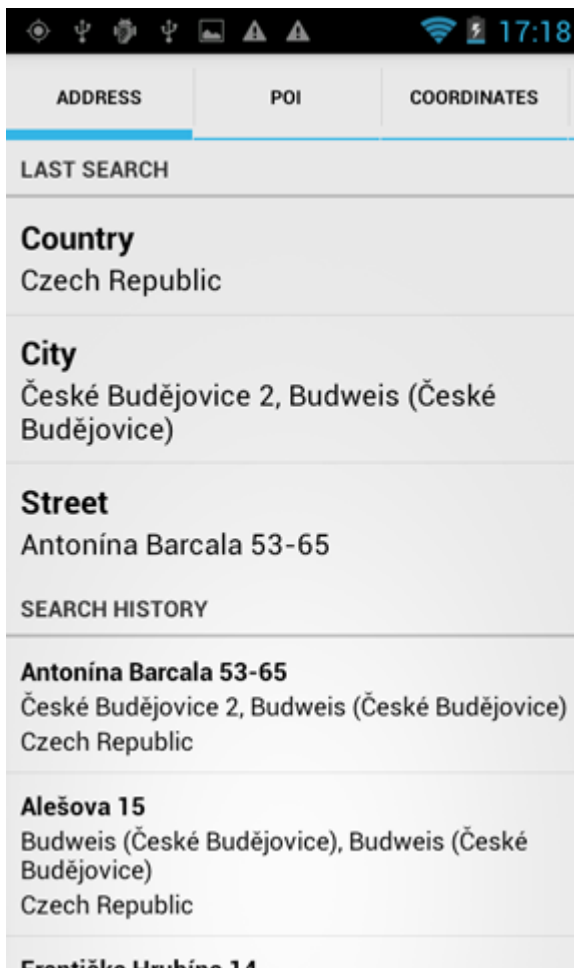 17:18
ADDRESS POI COORDINATES
LAST SEARCH
Country
Czech Republic
City
České Budějovice 2, Budweis (České
Budějovice)
Street
Antonína Barcala 53-65
SEARCH HISTORY
Antonína Barcala 53-65
České Budějovice 2, Budweis (České Budějovice)
Czech Republic
Alešova 15
Budweis (České Budějovice), Budweis (České
Budějovice)
Czech Republic